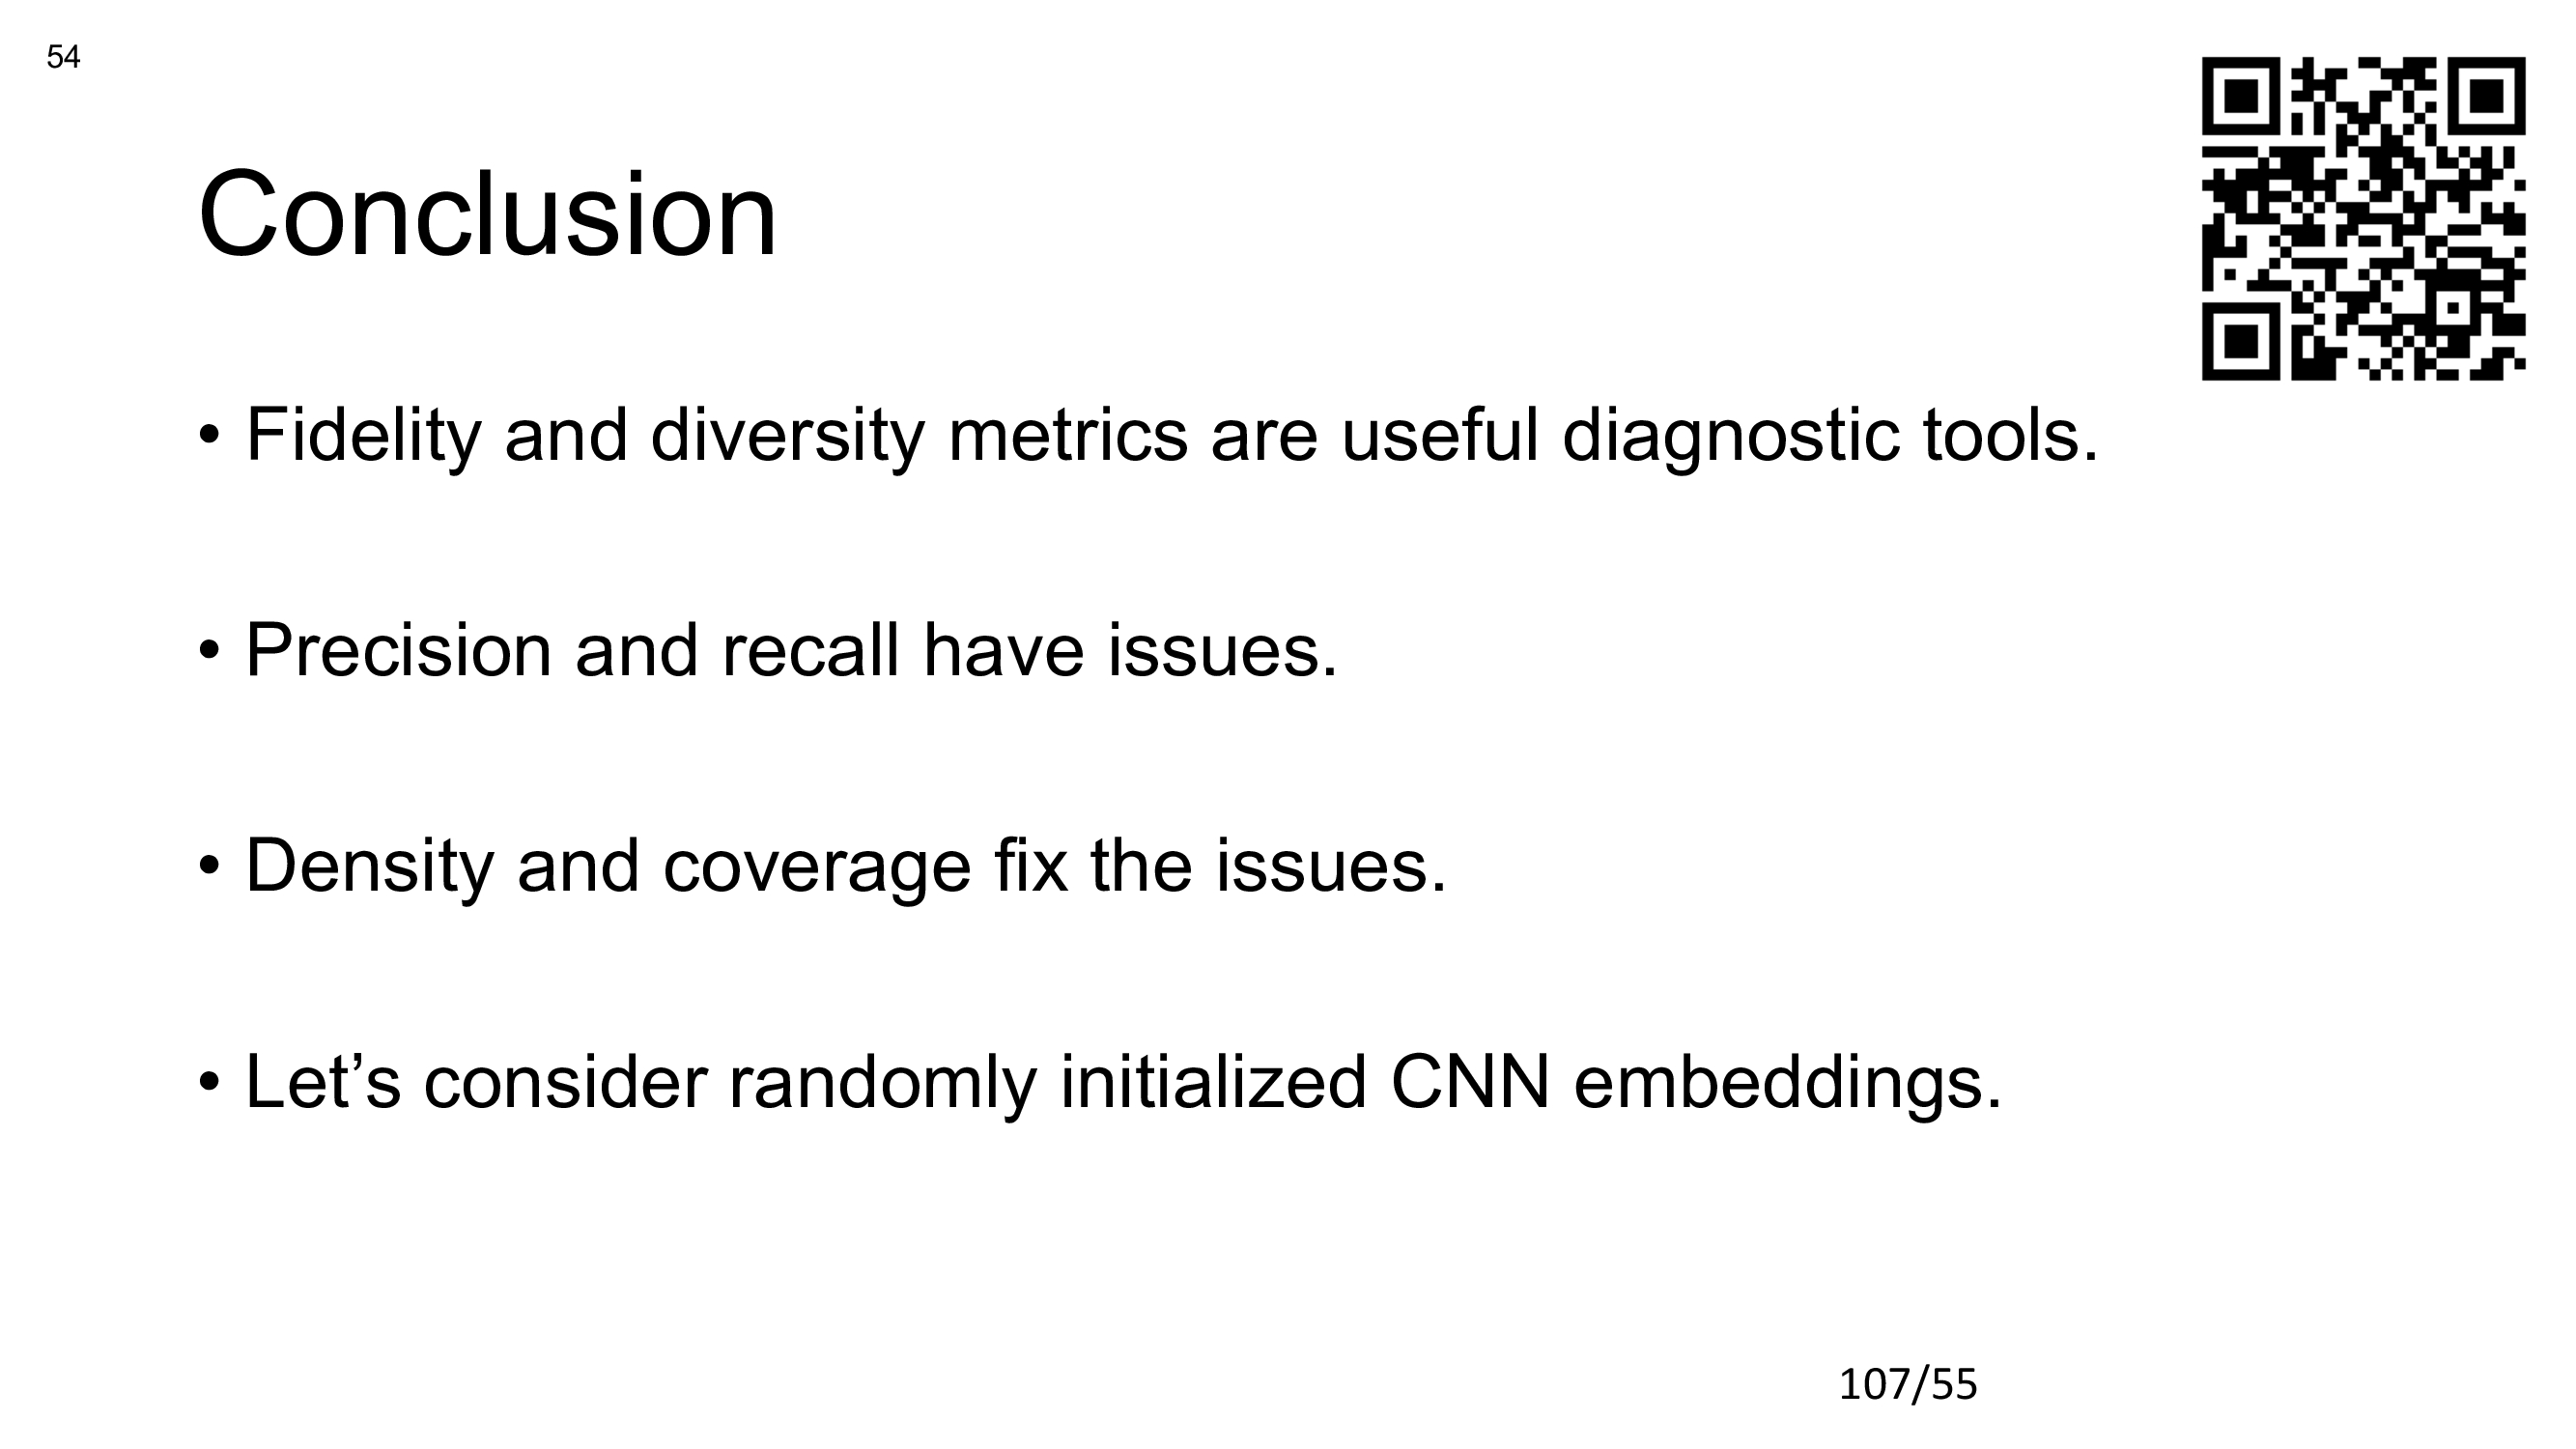 54
Conclusion
• Fidelity and diversity metrics are useful diagnostic tools.
• Precision and recall have issues.
• Density and coverage fix the issues.
• Let’s consider randomly initialized CNN embeddings.
107/55